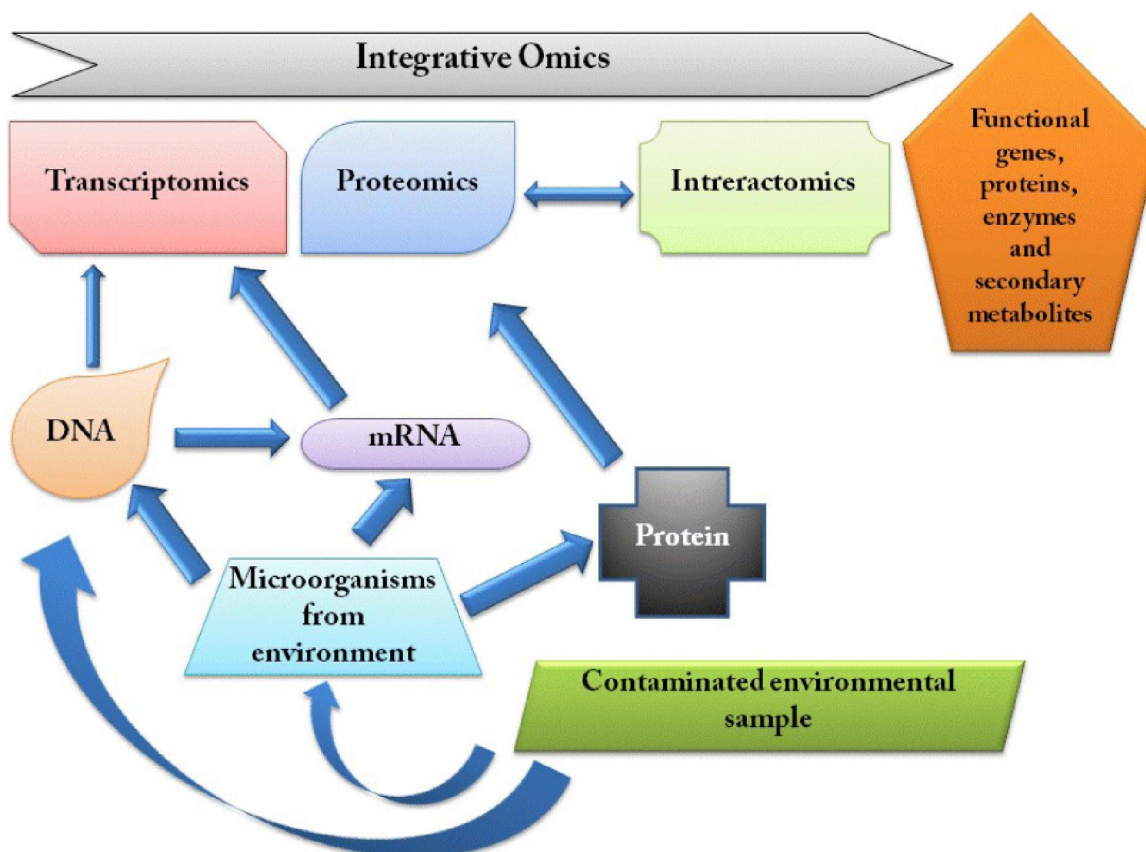 Integrative Omics
Transcriptomics
Proteomics
Intreractomics
Functional
genes,
proteins,
enzymes
and
secondary
metabolites
DNA
mRNA
Protein
Microorganisms
from
environment
Contaminated environmental
sample